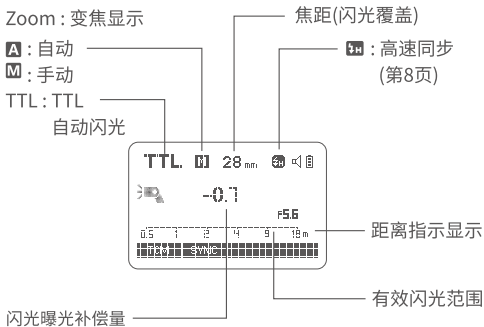 Zoom : 变焦显示
A : 自动
M : 手动
TTL : TTL
自动闪光
焦距(闪光覆盖)
H : 高速同步
(第8页)
TTL M 28 mm H
-0.7
F5.6
0.5 1 2 4 9 18 m
SYNC
距离指示显示
有效闪光范围
闪光曝光补偿量